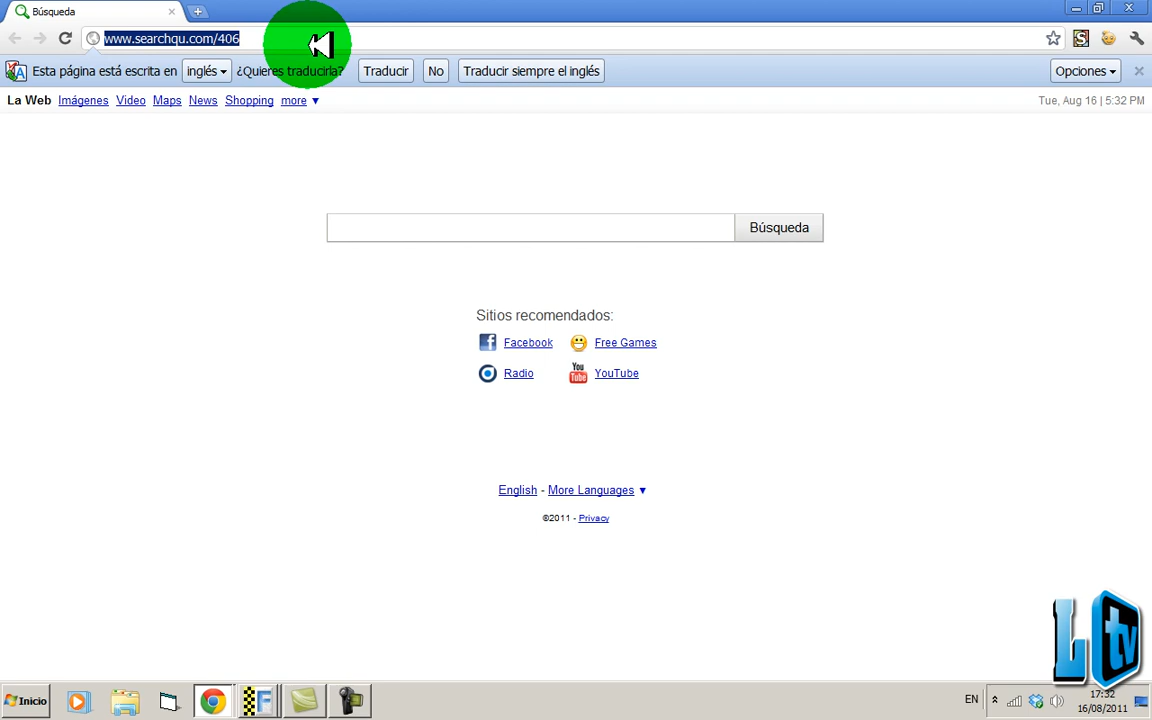 Búsqueda
www.searchqu.com/406
Esta página está escrita en inglés ¿Quieres traducirla? Traducir No Traducir siempre el inglés Opciones
La Web Imágenes Video Maps News Shopping more ▼ Tue, Aug 16 | 5:32 PM
Búsqueda
Sitios recomendados:
Facebook Free Games
Radio YouTube
English - More Languages ▼
©2011 - Privacy
L tv
Inicio EN 17:32
16/08/2011